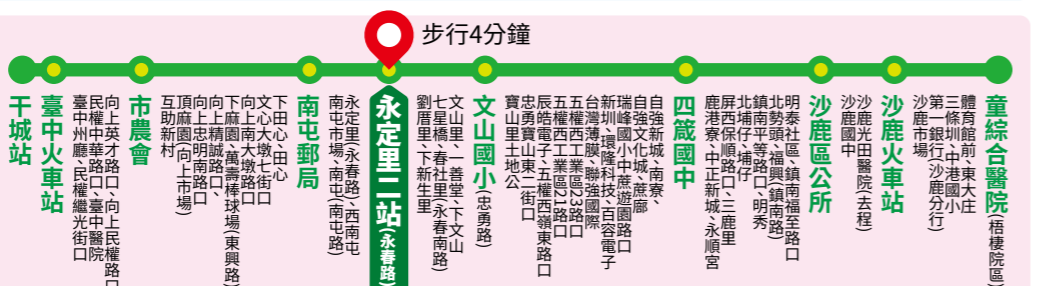 步行4分鐘
童綜合醫院(梧棲院區)
體育館前、東大庄
三條圳、中港國小
第一銀行(沙鹿分行)
沙鹿市場
沙鹿火車站
沙鹿光田醫院(去程)
沙鹿國中
沙鹿區公所
明泰社區、鎮南福至路口
北勢頭、福興(鎮南路)
鎮南平等路口、明秀
北埔仔、埔仔
屏西保順路口、三鹿里
鹿港寮、中正新城、永順宮
四箴國中
自強新城、南寮、
自強文化城、蔗廍
瑞峰國小中蔗遊園路口
新圳、環隆科技、百容電子
台灣薄膜、聯強國際
五權西工業區23路口
五權西工業區21路口
辰皓電子、五權西嶺東路口
忠勇寶山東二街口
寶山里土地公
文山國小(忠勇路)
文山里、一善堂、下文山
七星橋、春社里(永春南路)
劉厝里、下新生里
永定里二站(永春路)
永定里(永春路)、西南屯
南屯市場、南屯(南屯路)
南屯郵局
下田心、田心
文心大墩七街口
下麻園、萬壽棒球場(東興路)
向上南大墩路口
向上精誠路口、
向上忠明南路口
頂麻園(向上市場)
互助新村
市農會
向上英才路口、向上民權路口
民權中華路口、臺中醫院
臺中州廳、民權繼光街口
臺中火車站
干城站